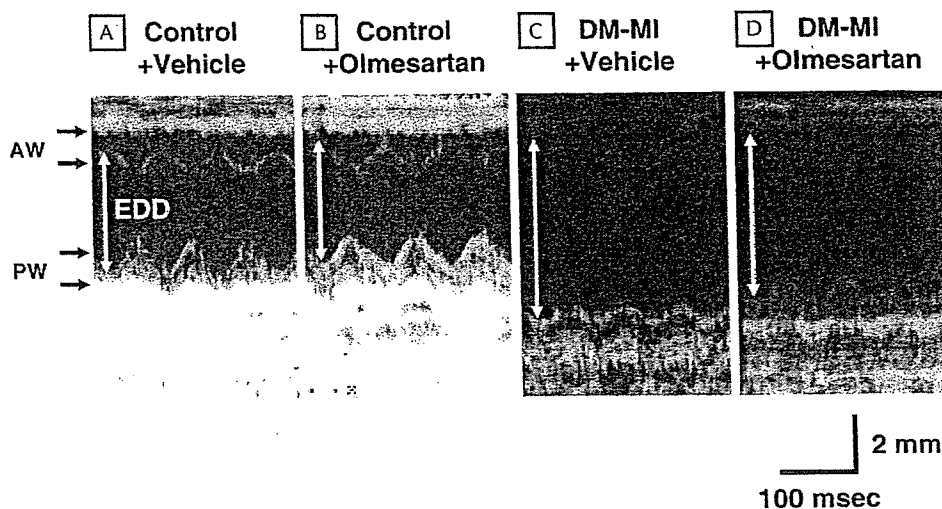 A Control +Vehicle
B Control +Olmesartan
C DM-MI +Vehicle
D DM-MI +Olmesartan
AW
EDD
PW
2 mm
100 msec